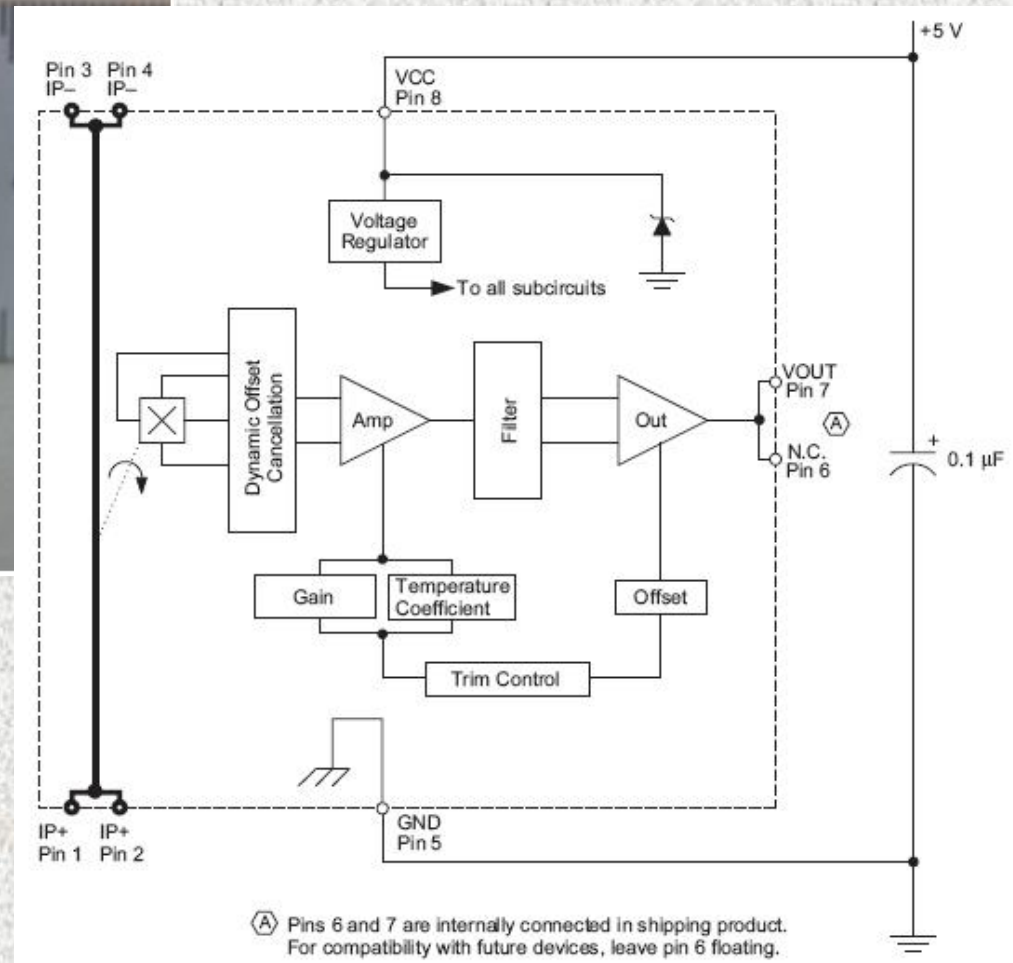 +5 V
Pin 3 Pin 4
IP– IP–
VCC
Pin 8
Voltage
Regulator
To all subcircuits
Dynamic Offset
Cancellation
Amp
Filter
Out
VOUT
Pin 7
A
N.C.
Pin 6
+
0.1 µF
Gain
Temperature
Coefficient
Offset
Trim Control
IP+ IP+
Pin 1 Pin 2
GND
Pin 5
A Pins 6 and 7 are internally connected in shipping product.
For compatibility with future devices, leave pin 6 floating.